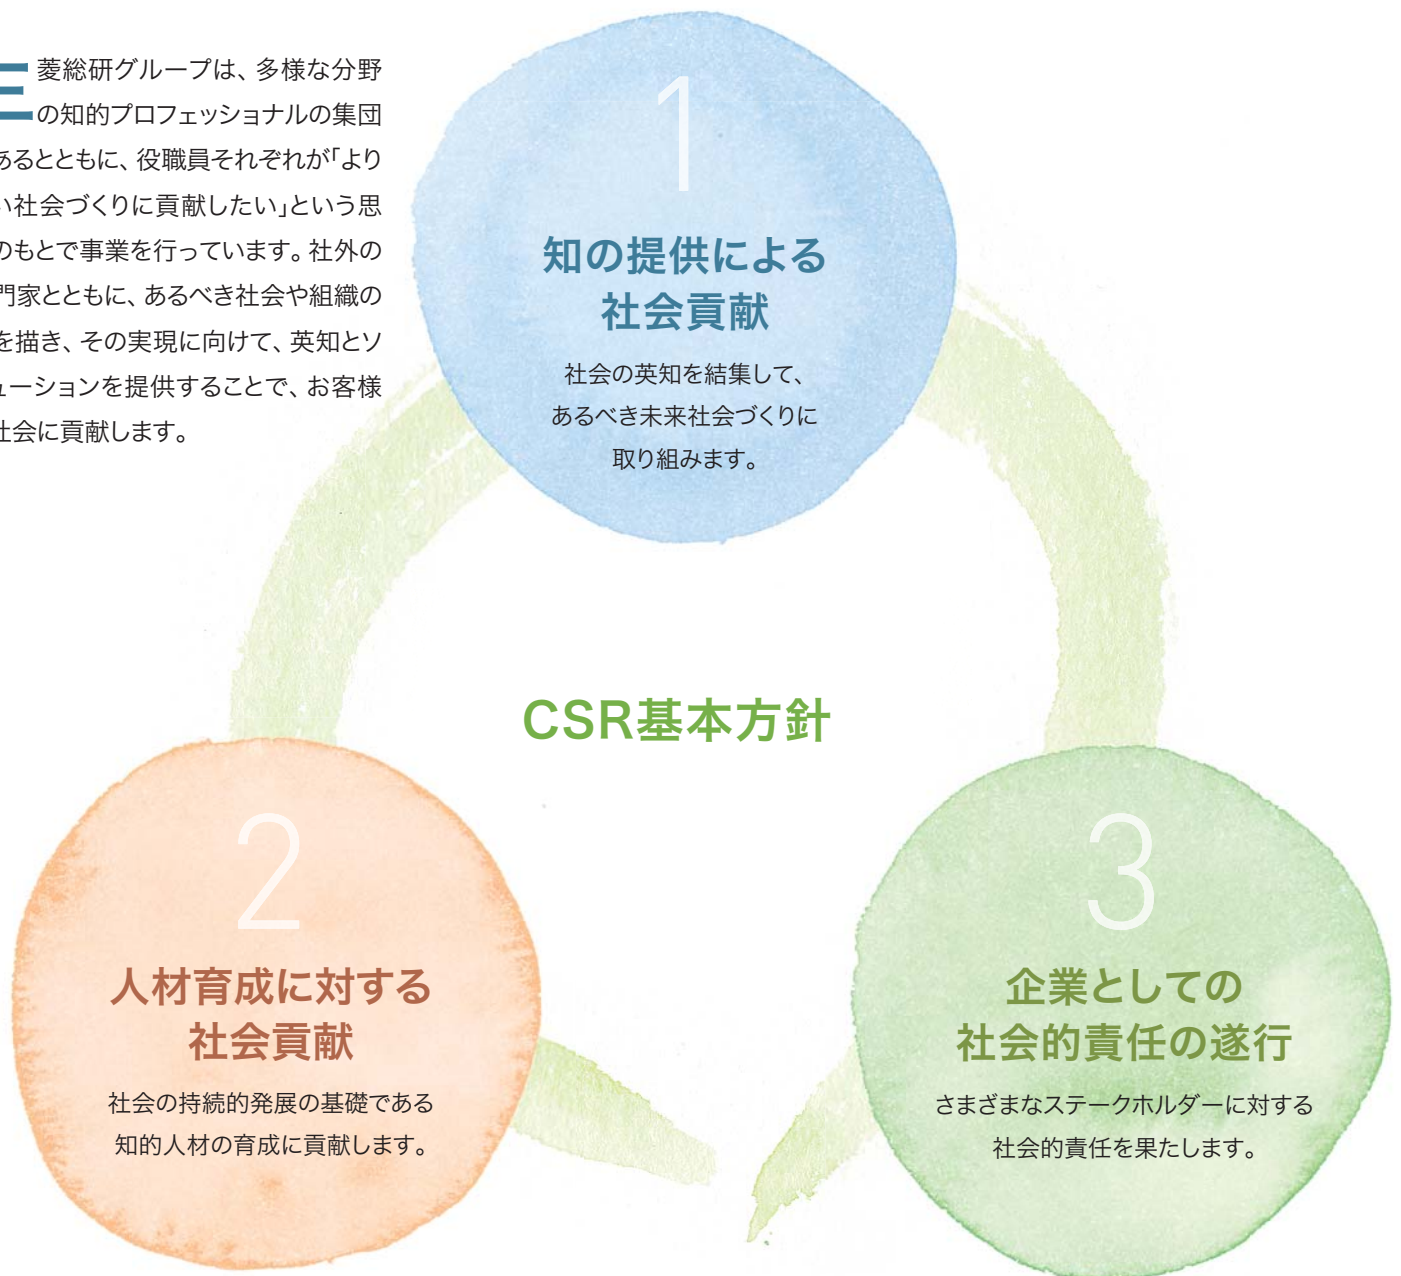 三菱総研グループは、多様な分野
の知的プロフェッショナルの集団
あるとともに、役職員それぞれが「より
い社会づくりに貢献したい」という思
のもとで事業を行っています。社外の
門家とともに、あるべき社会や組織の
を描き、その実現に向けて、英知とソ
ューションを提供することで、お客様
社会に貢献します。
1
知の提供による
社会貢献
社会の英知を結集して、
あるべき未来社会づくりに
取り組みます。
CSR基本方針
2
人材育成に対する
社会貢献
社会の持続的発展の基礎である
知的人材の育成に貢献します。
3
企業としての
社会的責任の遂行
さまざまなステークホルダーに対する
社会的責任を果たします。